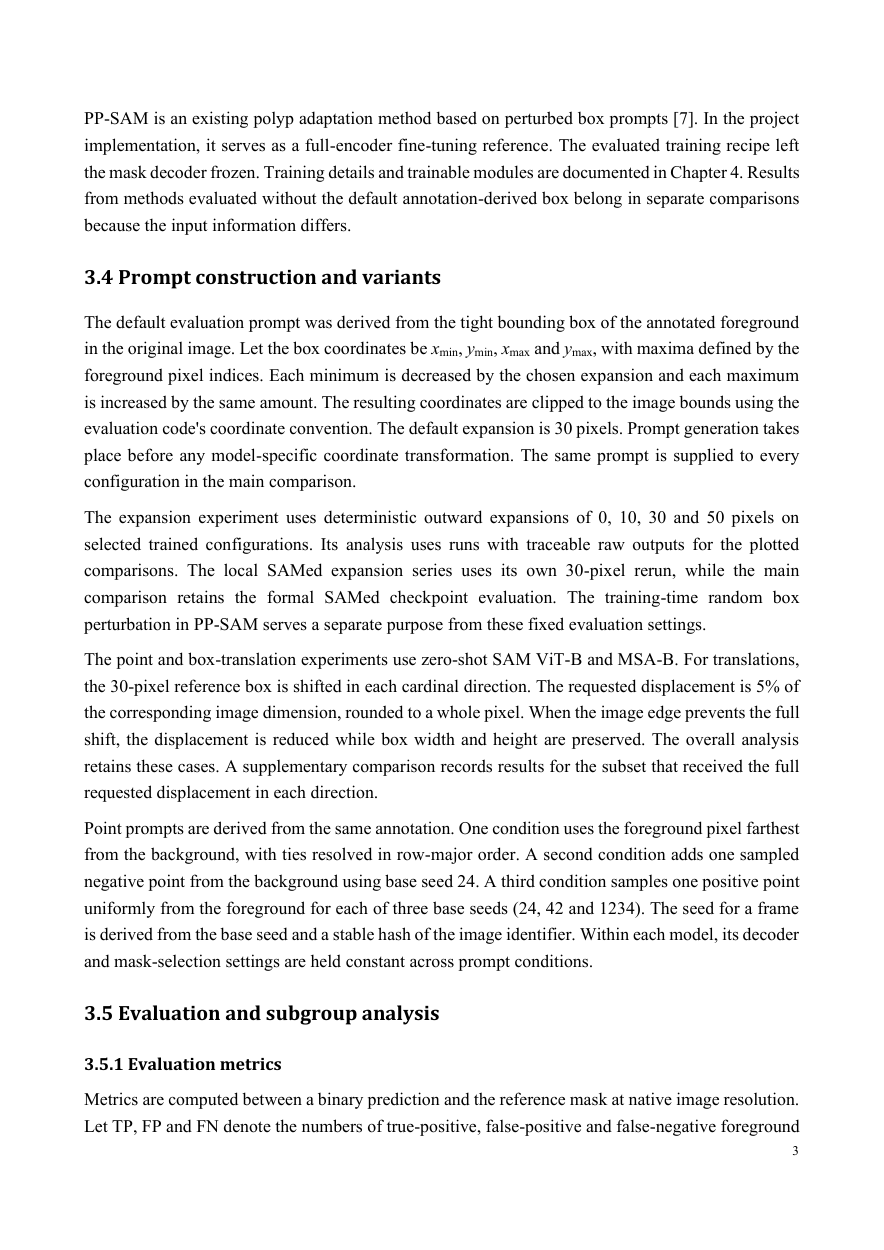 PP-SAM is an existing polyp adaptation method based on perturbed box prompts [7]. In the project
implementation, it serves as a full-encoder fine-tuning reference. The evaluated training recipe left
the mask decoder frozen. Training details and trainable modules are documented in Chapter 4. Results
from methods evaluated without the default annotation-derived box belong in separate comparisons
because the input information differs.
3.4 Prompt construction and variants
The default evaluation prompt was derived from the tight bounding box of the annotated foreground
in the original image. Let the box coordinates be xmin, ymin, xmax and ymax, with maxima defined by the
foreground pixel indices. Each minimum is decreased by the chosen expansion and each maximum
is increased by the same amount. The resulting coordinates are clipped to the image bounds using the
evaluation code's coordinate convention. The default expansion is 30 pixels. Prompt generation takes
place before any model-specific coordinate transformation. The same prompt is supplied to every
configuration in the main comparison.
The expansion experiment uses deterministic outward expansions of 0, 10, 30 and 50 pixels on
selected trained configurations. Its analysis uses runs with traceable raw outputs for the plotted
comparisons. The local SAMed expansion series uses its own 30-pixel rerun, while the main
comparison retains the formal SAMed checkpoint evaluation. The training-time random box
perturbation in PP-SAM serves a separate purpose from these fixed evaluation settings.
The point and box-translation experiments use zero-shot SAM ViT-B and MSA-B. For translations,
the 30-pixel reference box is shifted in each cardinal direction. The requested displacement is 5% of
the corresponding image dimension, rounded to a whole pixel. When the image edge prevents the full
shift, the displacement is reduced while box width and height are preserved. The overall analysis
retains these cases. A supplementary comparison records results for the subset that received the full
requested displacement in each direction.
Point prompts are derived from the same annotation. One condition uses the foreground pixel farthest
from the background, with ties resolved in row-major order. A second condition adds one sampled
negative point from the background using base seed 24. A third condition samples one positive point
uniformly from the foreground for each of three base seeds (24, 42 and 1234). The seed for a frame
is derived from the base seed and a stable hash of the image identifier. Within each model, its decoder
and mask-selection settings are held constant across prompt conditions.
3.5 Evaluation and subgroup analysis
3.5.1 Evaluation metrics
Metrics are computed between a binary prediction and the reference mask at native image resolution.
Let TP, FP and FN denote the numbers of true-positive, false-positive and false-negative foreground
3